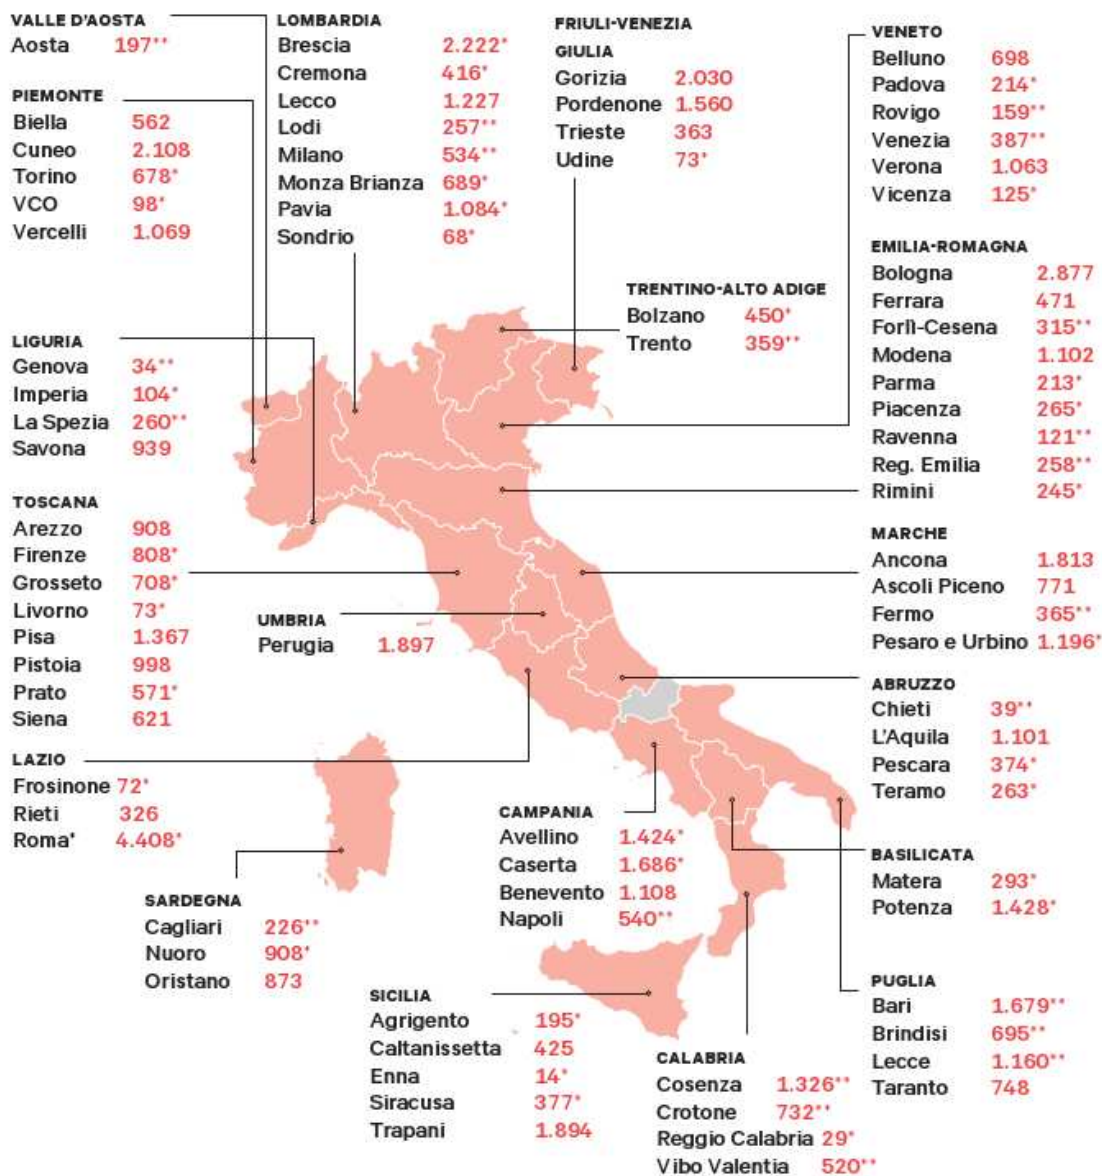 VALLE D'AOSTA
Aosta 197**
PIEMONTE
Biella 562
Cuneo 2.108
Torino 678*
VCO 98*
Vercelli 1.069
LIGURIA
Genova 34**
Imperia 104*
La Spezia 260**
Savona 939
TOSCANA
Arezzo 908
Firenze 808*
Grosseto 708*
Livorno 73*
Pisa 1.367
Pistoia 998
Prato 571*
Siena 621
LAZIO
Frosinone 72*
Rieti 326
Roma* 4.408*
SARDEGNA
Cagliari 226**
Nuoro 908*
Oristano 873
LOMBARDIA
Brescia 2.222*
Cremona 416*
Lecco 1.227
Lodi 257**
Milano 534**
Monza Brianza 689*
Pavia 1.084*
Sondrio 68*
FRIULI-VENEZIA
GIULIA
Gorizia 2.030
Pordenone 1.560
Trieste 363
Udine 73*
TRENTINO-ALTO ADIGE
Bolzano 450*
Trento 359**
UMBRIA
Perugia 1.897
CAMPANIA
Avellino 1.424*
Caserta 1.686*
Benevento 1.108
Napoli 540**
SICILIA
Agrigento 195*
Caltanissetta 425
Enna 14*
Siracusa 377*
Trapani 1.894
CALABRIA
Cosenza 1.326**
Crotone 732**
Reggio Calabria 29*
Vibo Valentia 520**
VENETO
Belluno 698
Padova 214*
Rovigo 159**
Venezia 387**
Verona 1.063
Vicenza 125*
EMILIA-ROMAGNA
Bologna 2.877
Ferrara 471
Forlì-Cesena 315**
Modena 1.102
Parma 213*
Piacenza 265*
Ravenna 121**
Reg. Emilia 258**
Rimini 245*
MARCHE
Ancona 1.813
Ascoli Piceno 771
Fermo 365**
Pesaro e Urbino 1.196*
ABRUZZO
Chieti 39**
L'Aquila 1.101
Pescara 374*
Teramo 263*
BASILICATA
Matera 293*
Potenza 1.428*
PUGLIA
Bari 1.679**
Brindisi 695**
Lecce 1.160**
Taranto 748